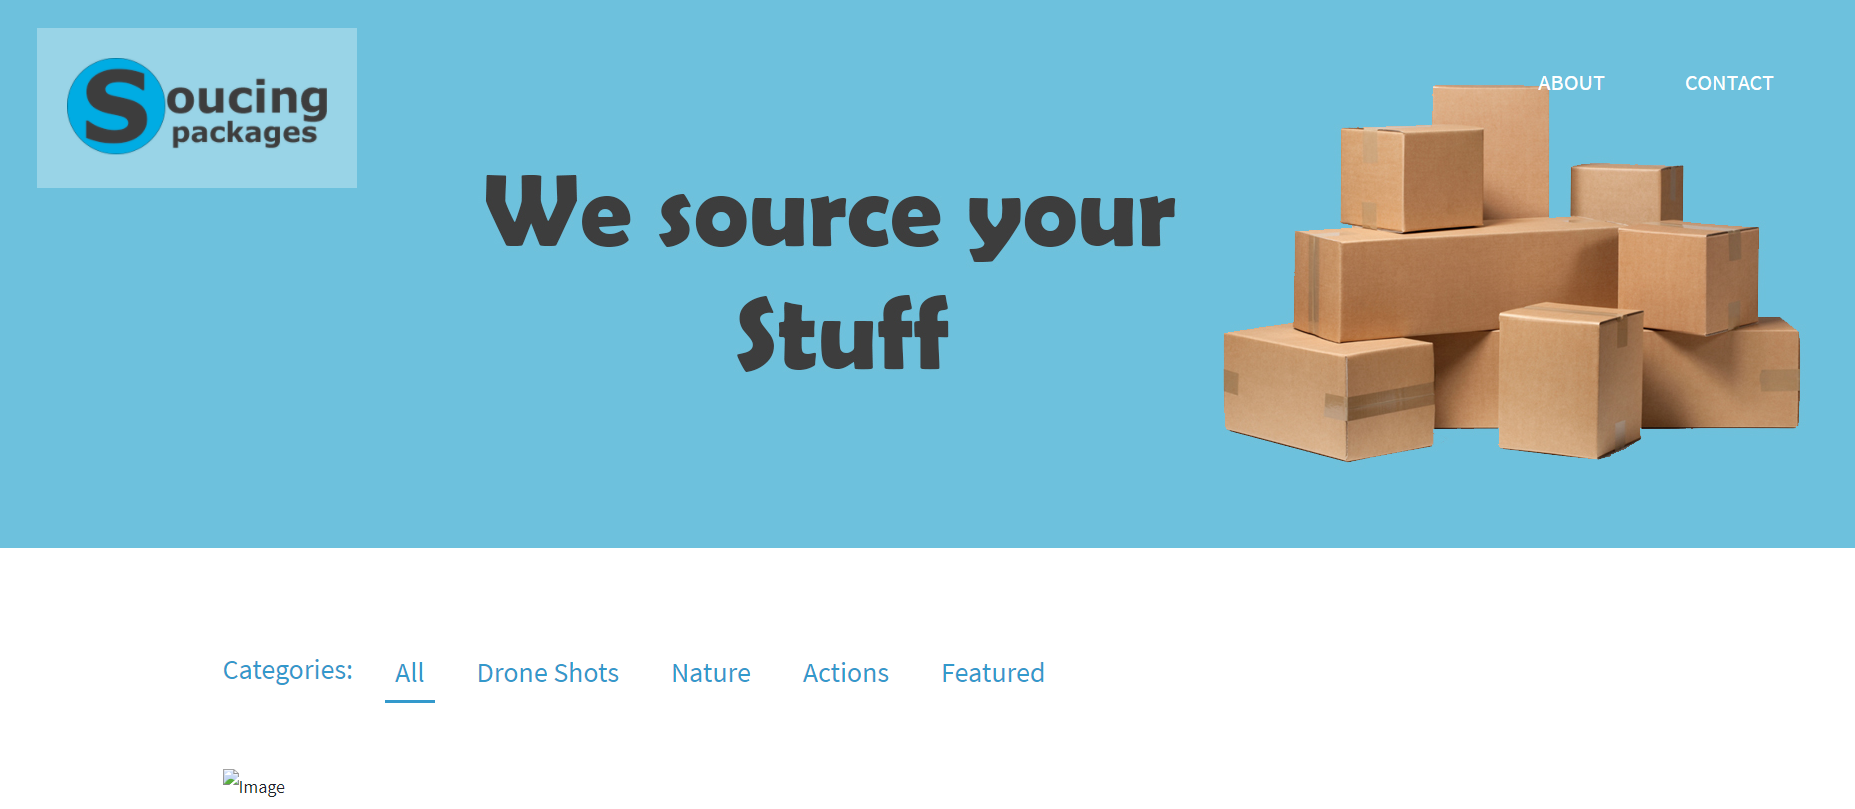 Soucing
packages
ABOUT CONTACT
We source your
Stuff
Categories: All Drone Shots Nature Actions Featured
Image